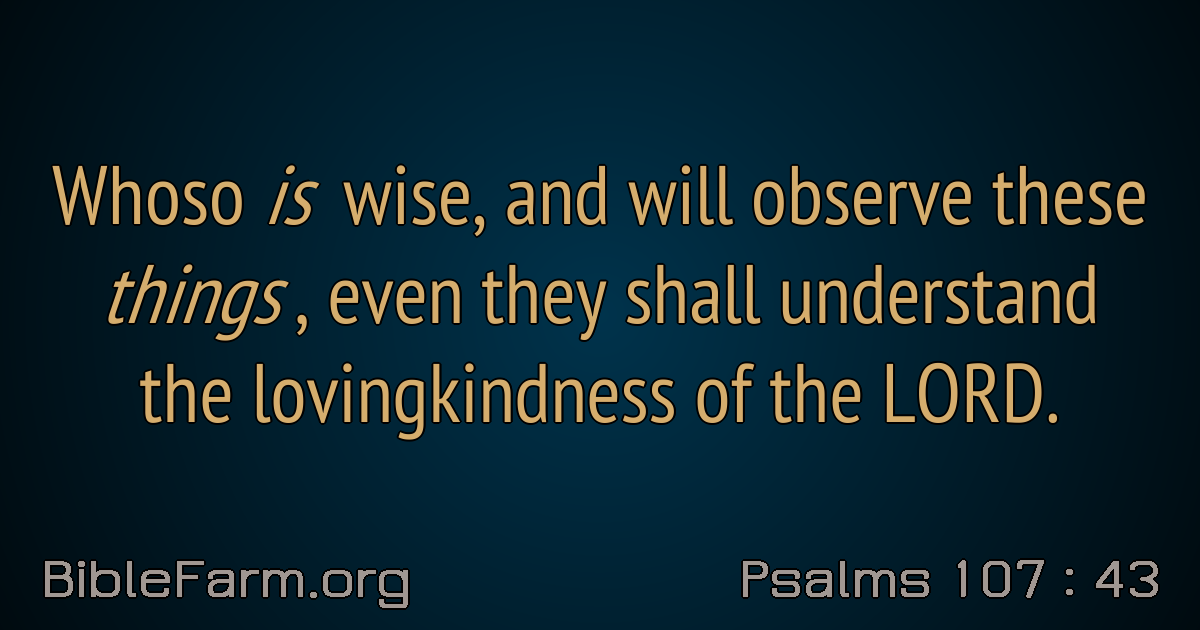 Whoso is wise, and will observe these
things, even they shall understand
the lovingkindness of the LORD.
BibleFarm.org
Psalms 107 : 43